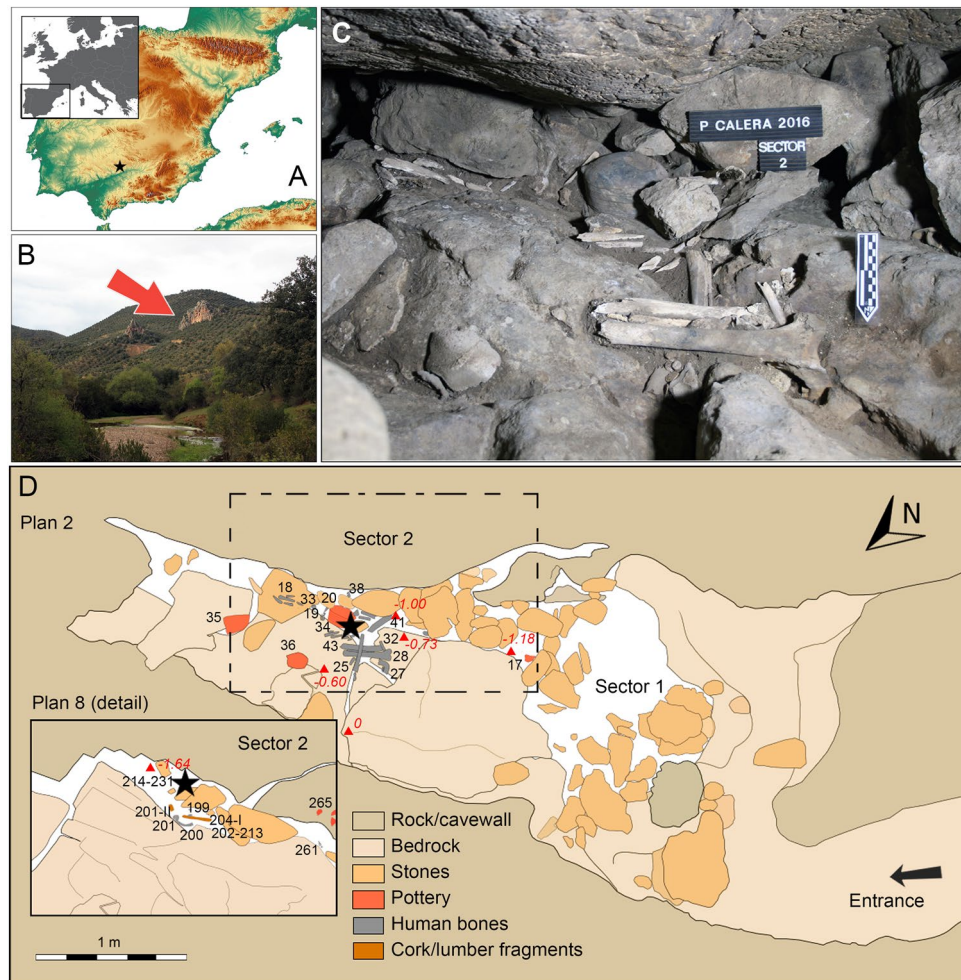 A
B
C
P CALERA 2016
SECTOR
2
D
Plan 2
Sector 2
N
18
33
20
38
19
-1.00
35
34
41
43
32
-0.73
-1.18
36
25
28
17
-0.60
27
Sector 1
0
Plan 8 (detail)
Sector 2
-1.64
214-231
201-II
199
204-I
265
201
200
202-213
261
Rock/cavewall
Bedrock
Stones
Pottery
Human bones
Cork/lumber fragments
Entrance
1 m